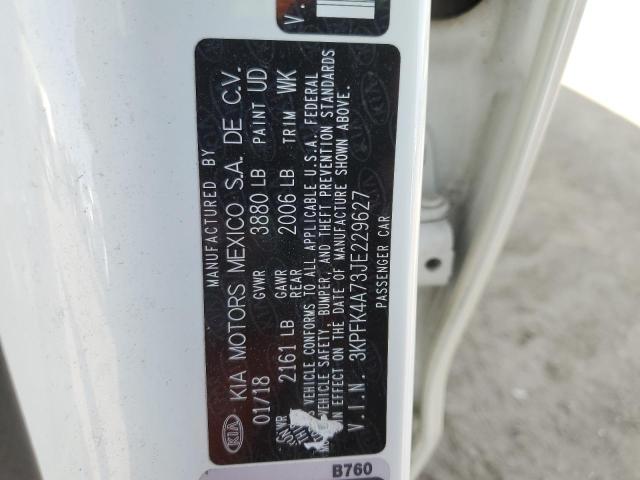 MANUFACTURED BY
KIA KIA MOTORS MEXICO S.A. DE C.V.
01/18 GVWR 3880 LB PAINT UD
GAWR 2161 LB GAWR REAR 2006 LB TRIM WK
VEHICLE CONFORMS TO ALL APPLICABLE U.S.A. FEDERAL
VEHICLE SAFETY, BUMPER, AND THEFT PREVENTION STANDARDS
IN EFFECT ON THE DATE OF MANUFACTURE SHOWN ABOVE.
V.I.N. 3KPFK4A73JE229627
PASSENGER CAR
B760
V.